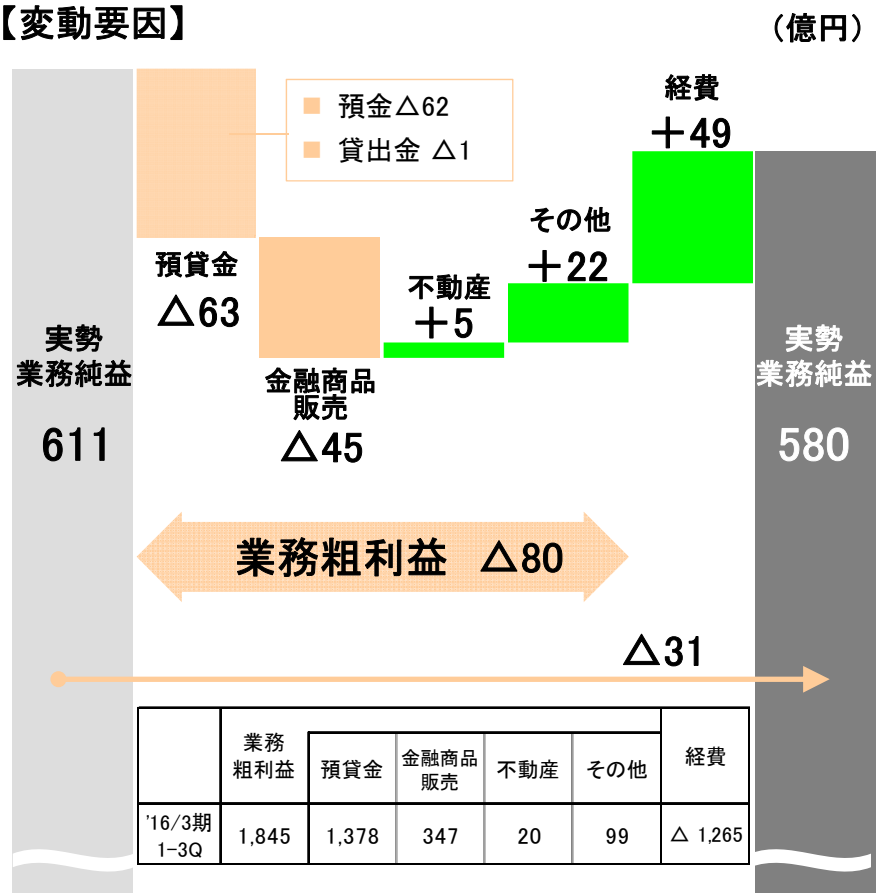 【変動要因】
（億円）
預金△62
貸出金 △1
経費
＋49
その他
＋22
預貸金
△63
不動産
＋5
実勢
業務純益
611
金融商品
販売
△45
実勢
業務純益
580
業務粗利益 △80
△31
業務
粗利益
預貸金
金融商品
販売
不動産
その他
経費
'16/3期
1-3Q
1,845
1,378
347
20
99
△ 1,265